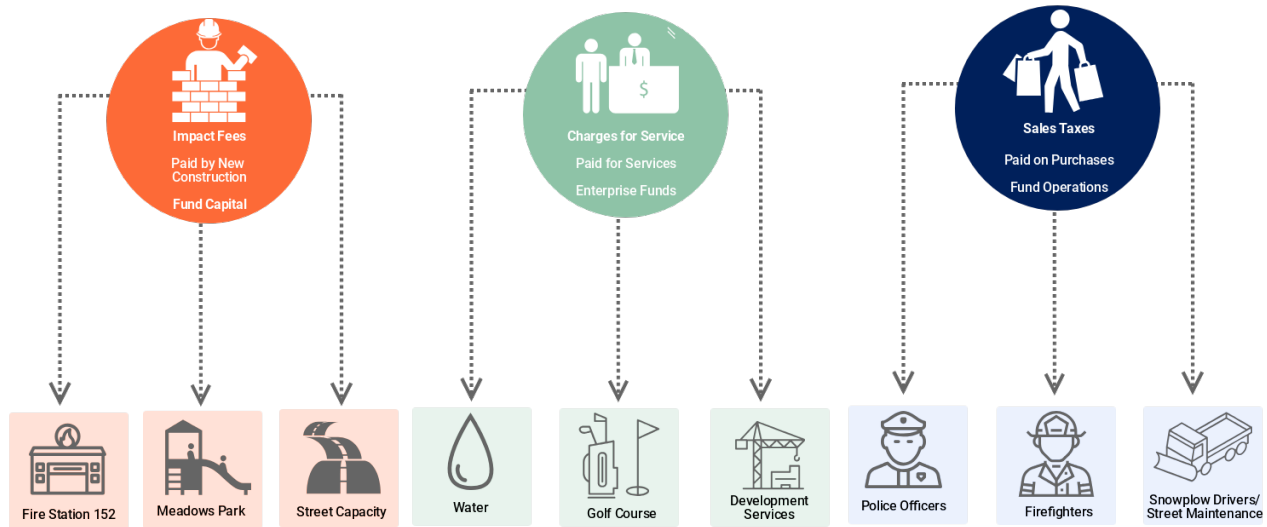 Impact Fees
Paid by New
Construction
Fund Capital
Charges for Service
Paid for Services
Enterprise Funds
$
Sales Taxes
Paid on Purchases
Fund Operations
Fire Station 152
Meadows Park
Street Capacity
Water
Golf Course
Development
Services
Police Officers
Firefighters
Snowplow Drivers/
Street Maintenance